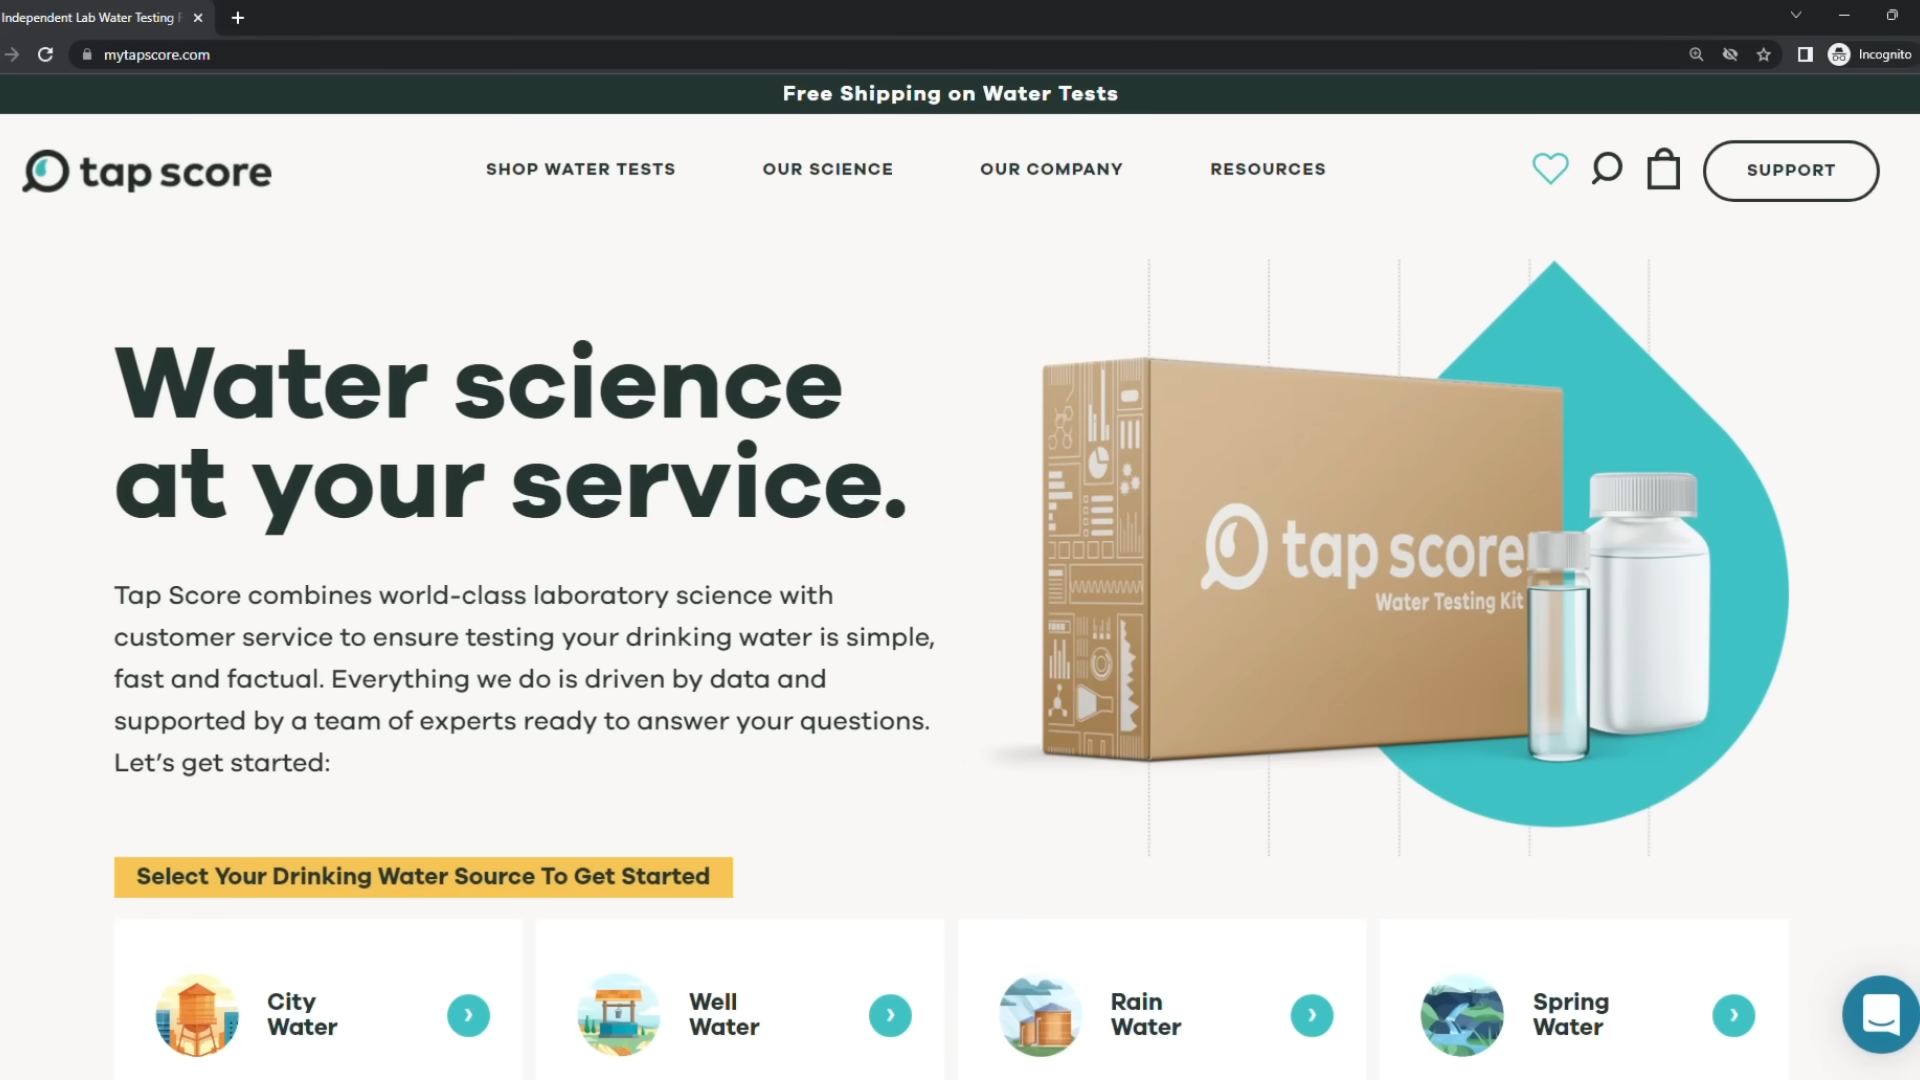 Independent Lab Water Testing
mytapscore.com
Incognito
Free Shipping on Water Tests
tap score
SHOP WATER TESTS
OUR SCIENCE
OUR COMPANY
RESOURCES
SUPPORT
Water science
at your service.
Tap Score combines world-class laboratory science with
customer service to ensure testing your drinking water is simple,
fast and factual. Everything we do is driven by data and
supported by a team of experts ready to answer your questions.
Let's get started:
tap score
Water Testing Kit
Select Your Drinking Water Source To Get Started
City
Water
Well
Water
Rain
Water
Spring
Water